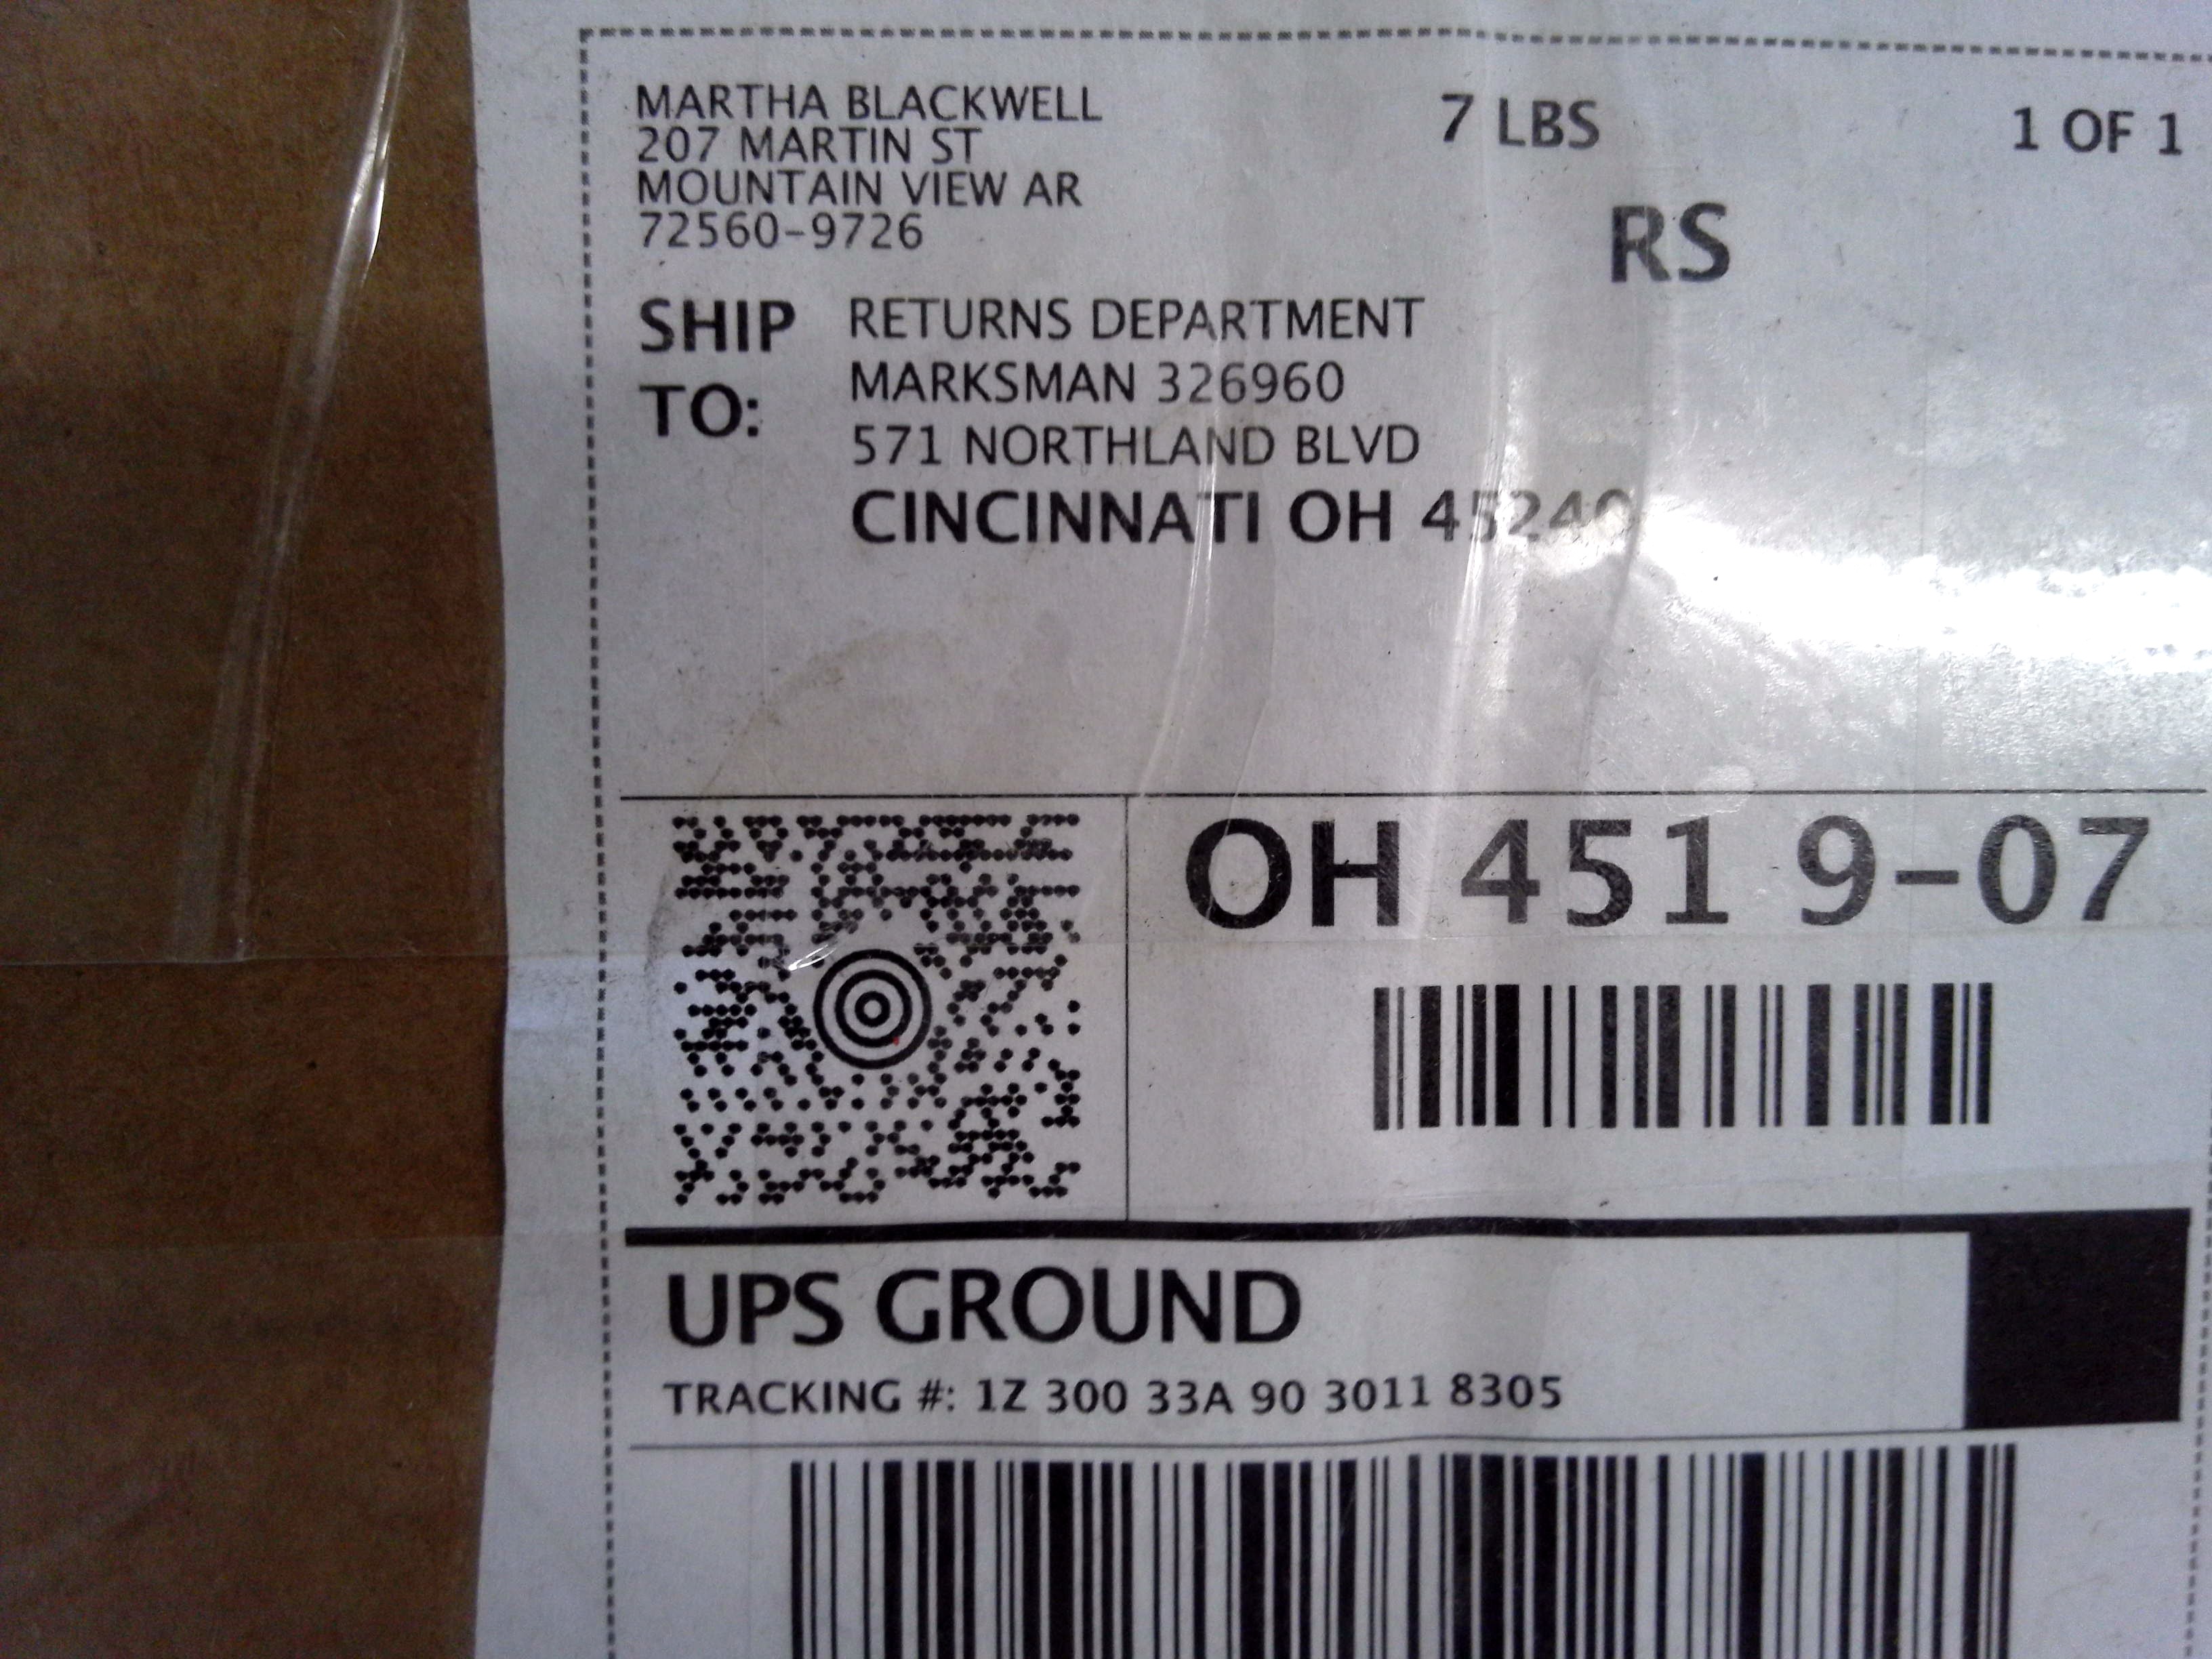 MARTHA BLACKWELL
207 MARTIN ST
MOUNTAIN VIEW AR
72560-9726
7 LBS
1 OF 1
RS
SHIP TO:
RETURNS DEPARTMENT
MARKSMAN 326960
571 NORTHLAND BLVD
CINCINNATI OH 45240
OH 451 9-07
UPS GROUND
TRACKING #: 1Z 300 33A 90 3011 8305